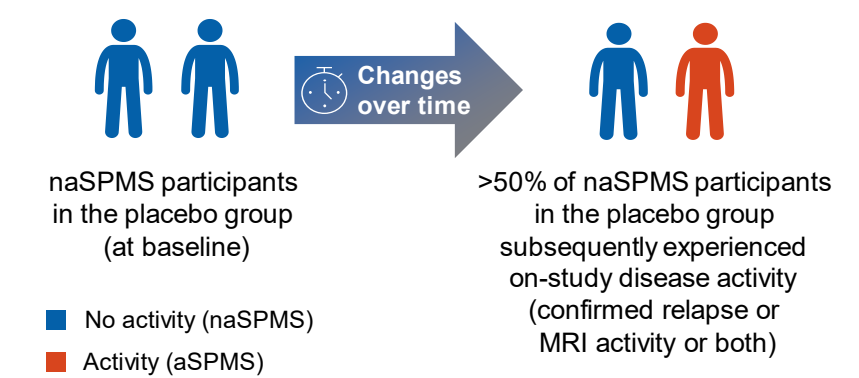 Changes
over time
naSPMS participants
in the placebo group
(at baseline)
>50% of naSPMS participants
in the placebo group
subsequently experienced
on-study disease activity
(confirmed relapse or
MRI activity or both)
No activity (naSPMS)
Activity (aSPMS)